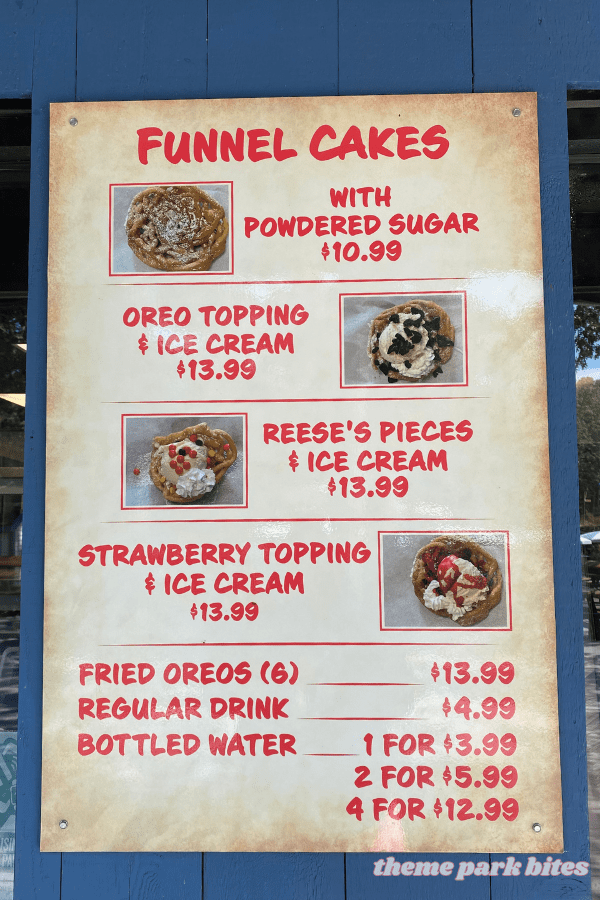 FUNNEL CAKES
WITH
POWDERED SUGAR
$10.99
OREO TOPPING
& ICE CREAM
$13.99
REESE'S PIECES
& ICE CREAM
$13.99
STRAWBERRY TOPPING
& ICE CREAM
$13.99
FRIED OREOS (6) $13.99
REGULAR DRINK $4.99
BOTTLED WATER 1 FOR $3.99
2 FOR $5.99
4 FOR $12.99
theme park bites